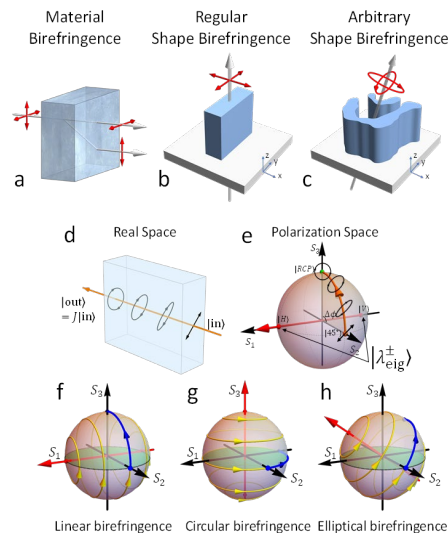 Material
Birefringence
Regular
Shape Birefringence
Arbitrary
Shape Birefringence
a
b
z
y
x
c
z
y
x
d
Real Space
|out⟩
= J|in⟩
|in⟩
e
Polarization Space
S₃
|RCP⟩
|H⟩
Δϕ
|V⟩
|45°⟩
S₁
S₂
|λ±eig⟩
f
S₃
S₁
S₂
g
S₃
S₁
S₂
h
S₃
S₁
S₂
Linear birefringence
Circular birefringence
Elliptical birefringence